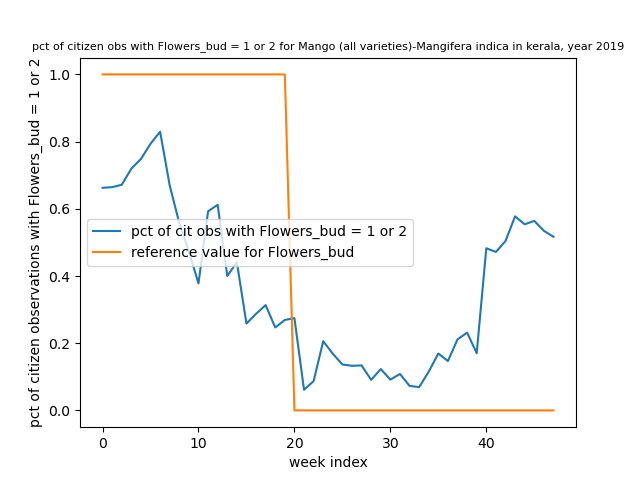 pct of citizen obs with Flowers_bud = 1 or 2 for Mango (all varieties)-Mangifera indica in kerala, year 2019
pct of citizen observations with Flowers_bud = 1 or 2
1.0
0.8
0.6
0.4
0.2
0.0
pct of cit obs with Flowers_bud = 1 or 2
reference value for Flowers_bud
0 10 20 30 40
week index